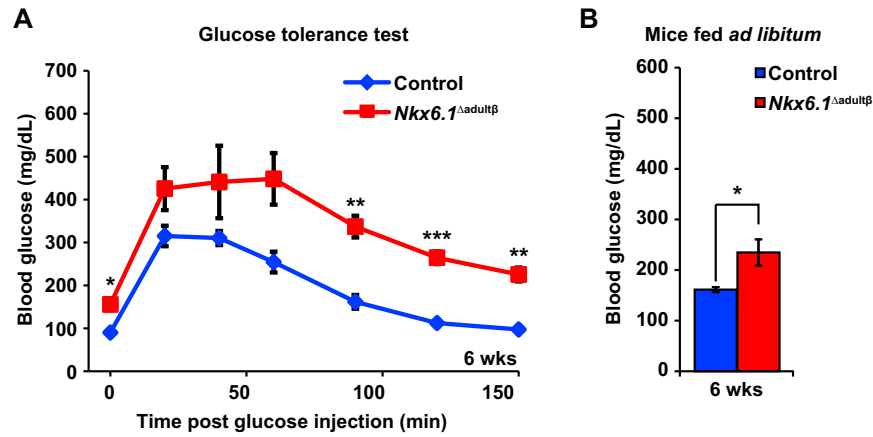 A
Glucose tolerance test
Blood glucose (mg/dL)
700
600
500
400
300
200
100
0
Control
Nkx6.1Δadultβ
*
**
***
**
6 wks
0
50
100
150
Time post glucose injection (min)
B
Mice fed ad libitum
Blood glucose (mg/dL)
600
500
400
300
200
100
0
Control
Nkx6.1Δadultβ
*
6 wks